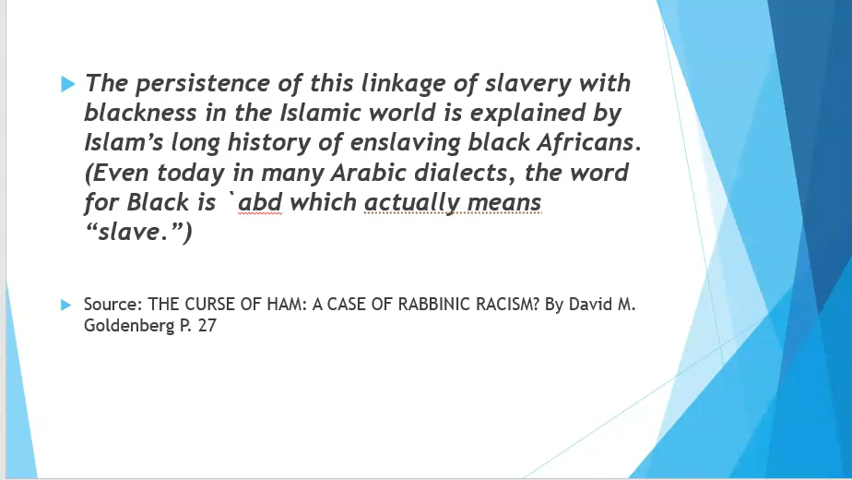 The persistence of this linkage of slavery with
blackness in the Islamic world is explained by
Islam’s long history of enslaving black Africans.
(Even today in many Arabic dialects, the word
for Black is `abd which actually means
“slave.”)
Source: THE CURSE OF HAM: A CASE OF RABBINIC RACISM? By David M.
Goldenberg P. 27